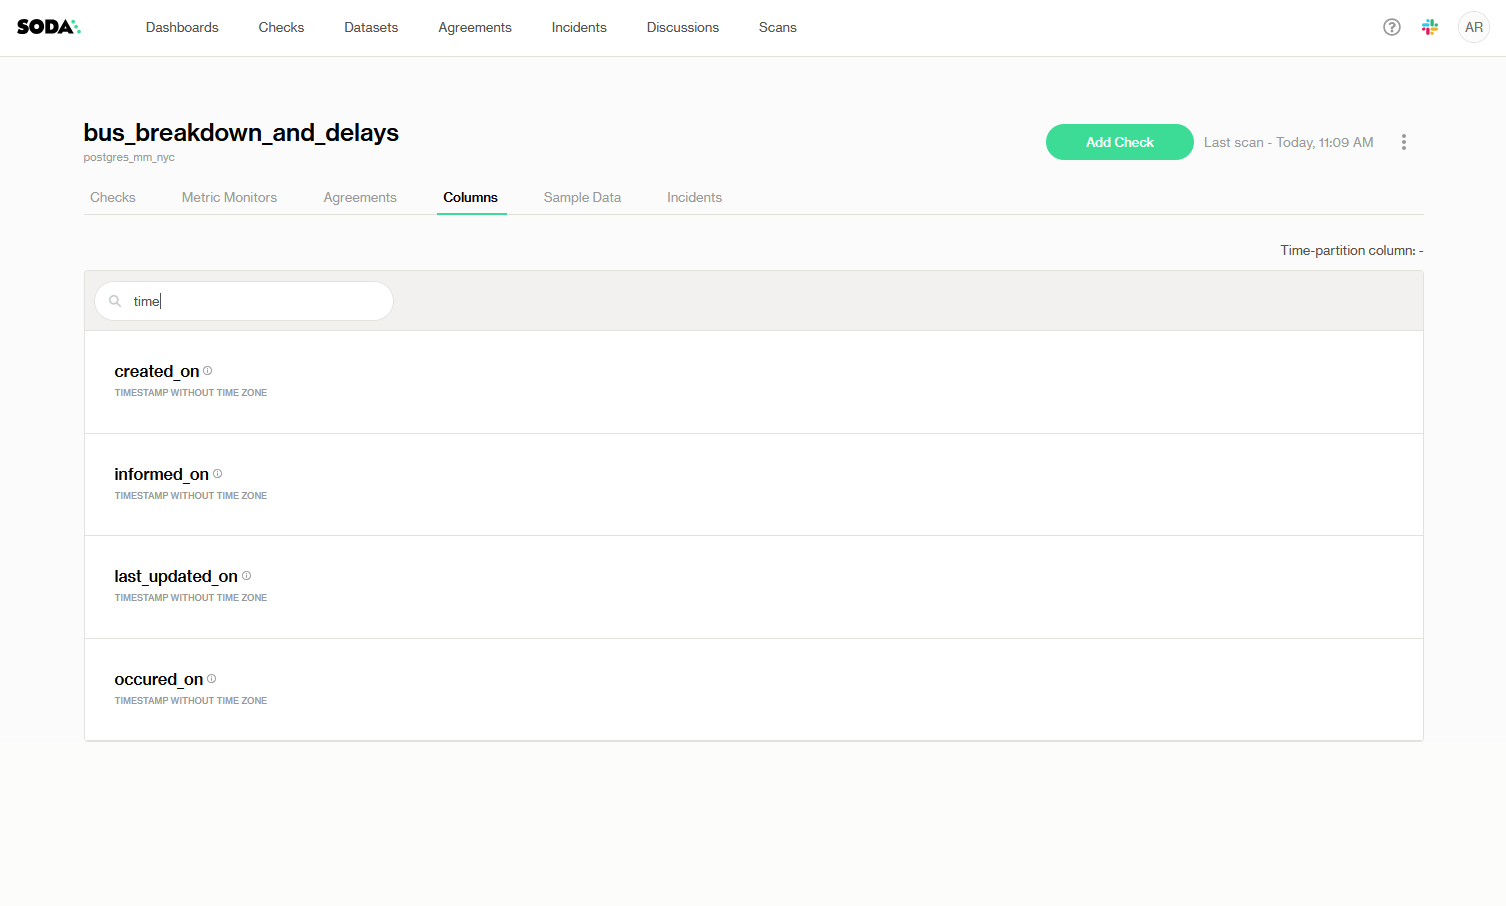 SODA
Dashboards Checks Datasets Agreements Incidents Discussions Scans AR
bus_breakdown_and_delays
postgres_mm_nyc
Add Check Last scan - Today, 11:09 AM
Checks Metric Monitors Agreements Columns Sample Data Incidents
Time-partition column: -
time
created_on
TIMESTAMP WITHOUT TIME ZONE
informed_on
TIMESTAMP WITHOUT TIME ZONE
last_updated_on
TIMESTAMP WITHOUT TIME ZONE
occured_on
TIMESTAMP WITHOUT TIME ZONE